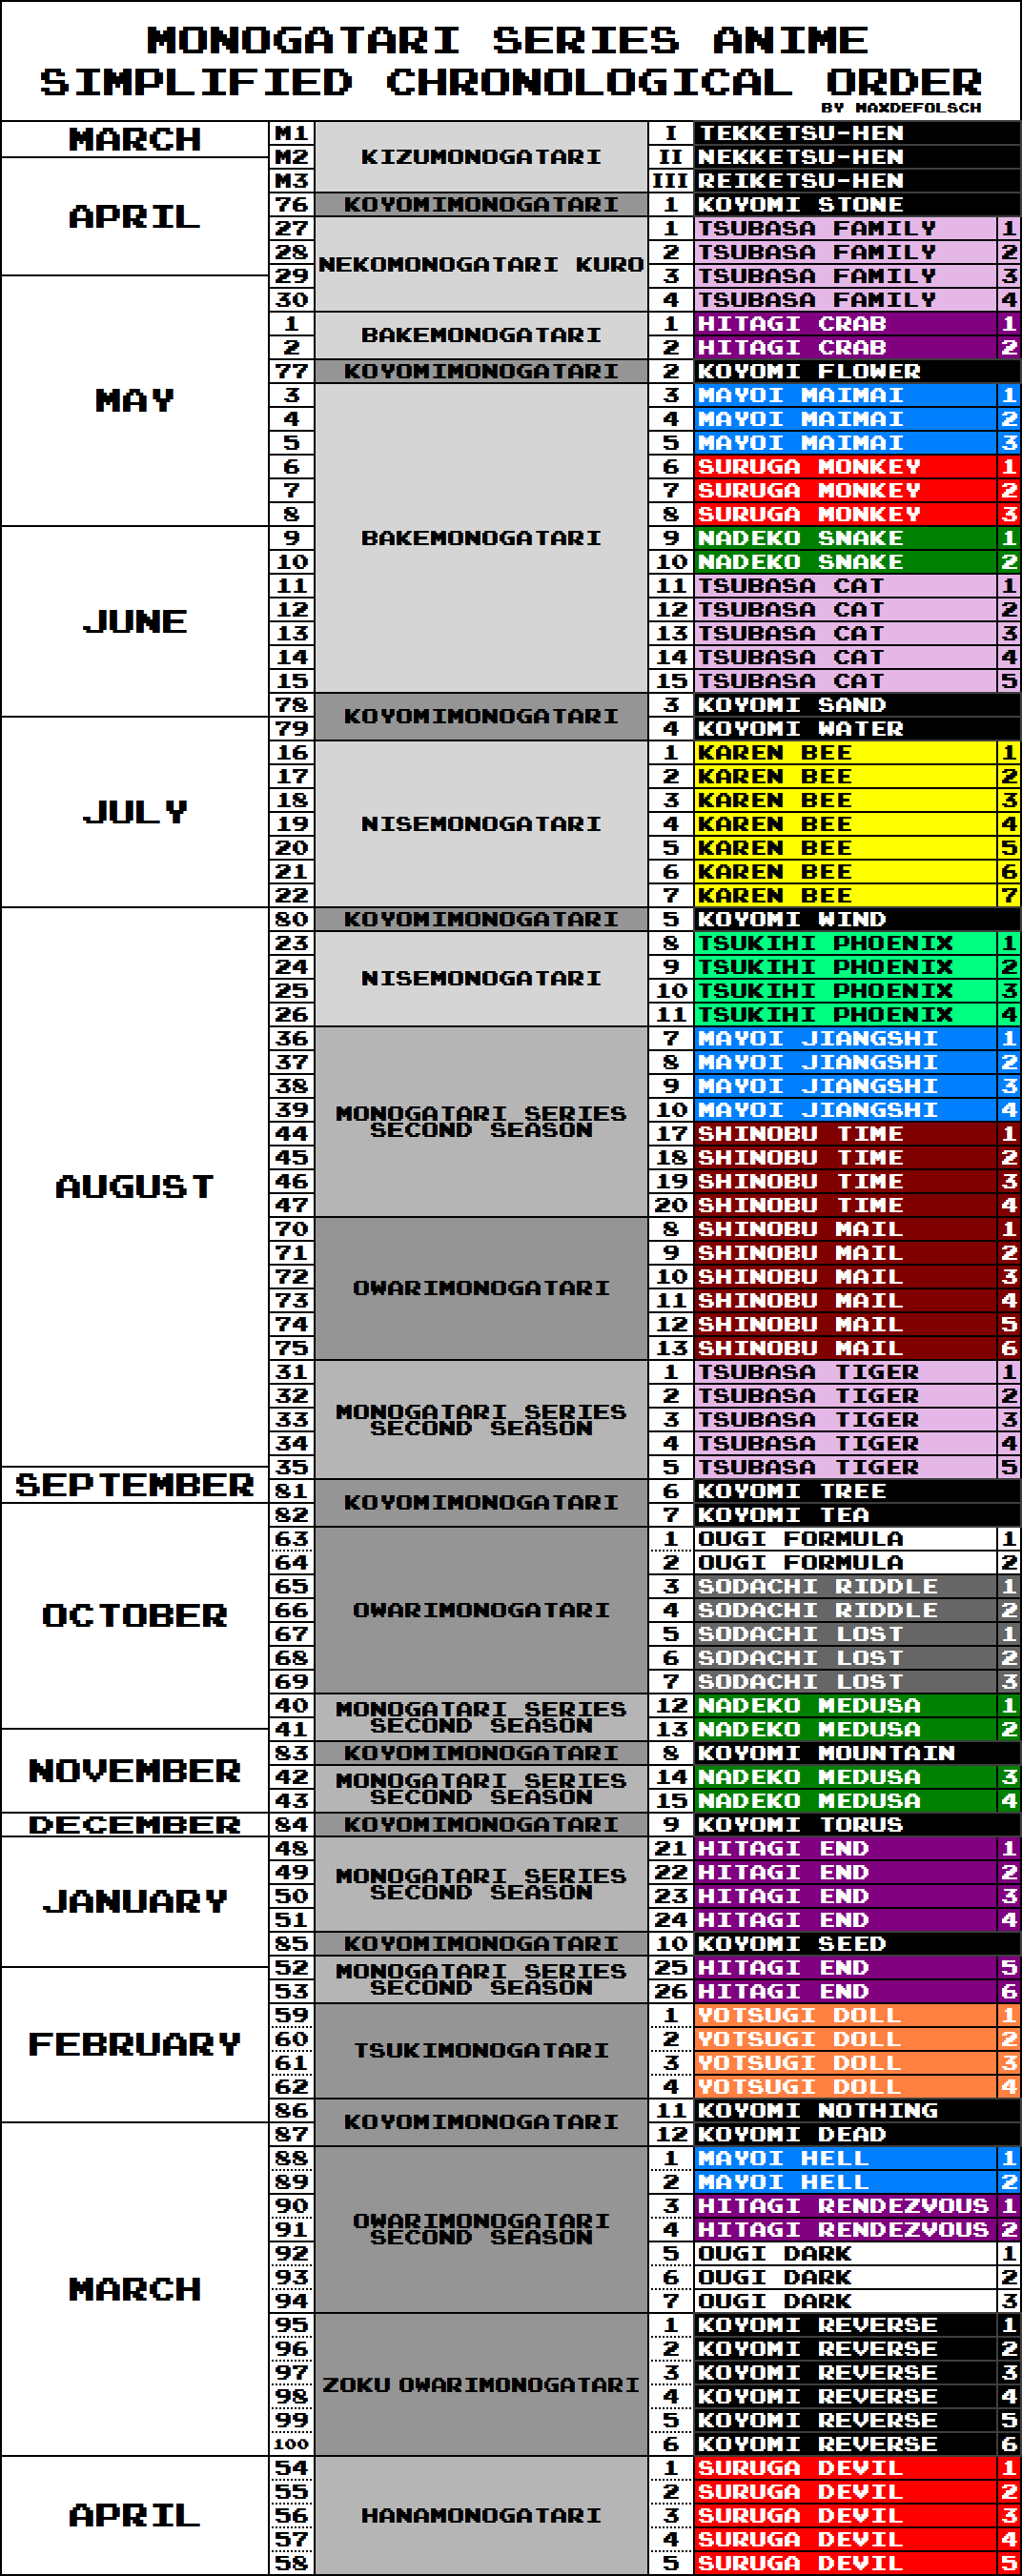 MONOGATARI SERIES ANIME
SIMPLIFIED CHRONOLOGICAL ORDER
BY MAXDEFOLSCH
MARCH
M1 KIZUMONOGATARI I TEKKETSU-HEN
M2 II NEKKETSU-HEN
APRIL
M3 III REIKETSU-HEN
76 KOYOMIMONOGATARI 1 KOYOMI STONE
27 NEKOMONOGATARI KURO 1 TSUBASA FAMILY 1
28 2 TSUBASA FAMILY 2
29 3 TSUBASA FAMILY 3
MAY
30 4 TSUBASA FAMILY 4
1 BAKEMONOGATARI 1 HITAGI CRAB 1
2 2 HITAGI CRAB 2
77 KOYOMIMONOGATARI 2 KOYOMI FLOWER
3 BAKEMONOGATARI 3 MAYOI MAIMAI 1
4 4 MAYOI MAIMAI 2
5 5 MAYOI MAIMAI 3
6 6 SURUGA MONKEY 1
7 7 SURUGA MONKEY 2
8 8 SURUGA MONKEY 3
JUNE
9 9 NADEKO SNAKE 1
10 10 NADEKO SNAKE 2
11 11 TSUBASA CAT 1
12 12 TSUBASA CAT 2
13 13 TSUBASA CAT 3
14 14 TSUBASA CAT 4
15 15 TSUBASA CAT 5
78 KOYOMIMONOGATARI 3 KOYOMI SAND
JULY
79 4 KOYOMI WATER
16 NISEMONOGATARI 1 KAREN BEE 1
17 2 KAREN BEE 2
18 3 KAREN BEE 3
19 4 KAREN BEE 4
20 5 KAREN BEE 5
21 6 KAREN BEE 6
22 7 KAREN BEE 7
AUGUST
80 KOYOMIMONOGATARI 5 KOYOMI WIND
23 NISEMONOGATARI 8 TSUKIHI PHOENIX 1
24 9 TSUKIHI PHOENIX 2
25 10 TSUKIHI PHOENIX 3
26 11 TSUKIHI PHOENIX 4
36 MONOGATARI SERIES SECOND SEASON 7 MAYOI JIANGSHI 1
37 8 MAYOI JIANGSHI 2
38 9 MAYOI JIANGSHI 3
39 10 MAYOI JIANGSHI 4
44 17 SHINOBU TIME 1
45 18 SHINOBU TIME 2
46 19 SHINOBU TIME 3
47 20 SHINOBU TIME 4
70 OWARIMONOGATARI 8 SHINOBU MAIL 1
71 9 SHINOBU MAIL 2
72 10 SHINOBU MAIL 3
73 11 SHINOBU MAIL 4
74 12 SHINOBU MAIL 5
75 13 SHINOBU MAIL 6
31 MONOGATARI SERIES SECOND SEASON 1 TSUBASA TIGER 1
32 2 TSUBASA TIGER 2
33 3 TSUBASA TIGER 3
34 4 TSUBASA TIGER 4
35 5 TSUBASA TIGER 5
SEPTEMBER
81 KOYOMIMONOGATARI 6 KOYOMI TREE
OCTOBER
82 7 KOYOMI TEA
63 OWARIMONOGATARI 1 OUGI FORMULA 1
64 2 OUGI FORMULA 2
65 3 SODACHI RIDDLE 1
66 4 SODACHI RIDDLE 2
67 5 SODACHI LOST 1
68 6 SODACHI LOST 2
69 7 SODACHI LOST 3
40 MONOGATARI SERIES SECOND SEASON 12 NADEKO MEDUSA 1
41 13 NADEKO MEDUSA 2
NOVEMBER
83 KOYOMIMONOGATARI 8 KOYOMI MOUNTAIN
42 MONOGATARI SERIES SECOND SEASON 14 NADEKO MEDUSA 3
43 15 NADEKO MEDUSA 4
DECEMBER
84 KOYOMIMONOGATARI 9 KOYOMI TORUS
JANUARY
48 MONOGATARI SERIES SECOND SEASON 21 HITAGI END 1
49 22 HITAGI END 2
50 23 HITAGI END 3
51 24 HITAGI END 4
85 KOYOMIMONOGATARI 10 KOYOMI SEED
52 MONOGATARI SERIES SECOND SEASON 25 HITAGI END 5
FEBRUARY
53 26 HITAGI END 6
59 TSUKIMONOGATARI 1 YOTSUGI DOLL 1
60 2 YOTSUGI DOLL 2
61 3 YOTSUGI DOLL 3
62 4 YOTSUGI DOLL 4
86 KOYOMIMONOGATARI 11 KOYOMI NOTHING
MARCH
87 12 KOYOMI DEAD
88 OWARIMONOGATARI SECOND SEASON 1 MAYOI HELL 1
89 2 MAYOI HELL 2
90 3 HITAGI RENDEZVOUS 1
91 4 HITAGI RENDEZVOUS 2
92 5 OUGI DARK 1
93 6 OUGI DARK 2
94 7 OUGI DARK 3
95 ZOKU OWARIMONOGATARI 1 KOYOMI REVERSE 1
96 2 KOYOMI REVERSE 2
97 3 KOYOMI REVERSE 3
98 4 KOYOMI REVERSE 4
99 5 KOYOMI REVERSE 5
100 6 KOYOMI REVERSE 6
APRIL
54 HANAMONOGATARI 1 SURUGA DEVIL 1
55 2 SURUGA DEVIL 2
56 3 SURUGA DEVIL 3
57 4 SURUGA DEVIL 4
58 5 SURUGA DEVIL 5